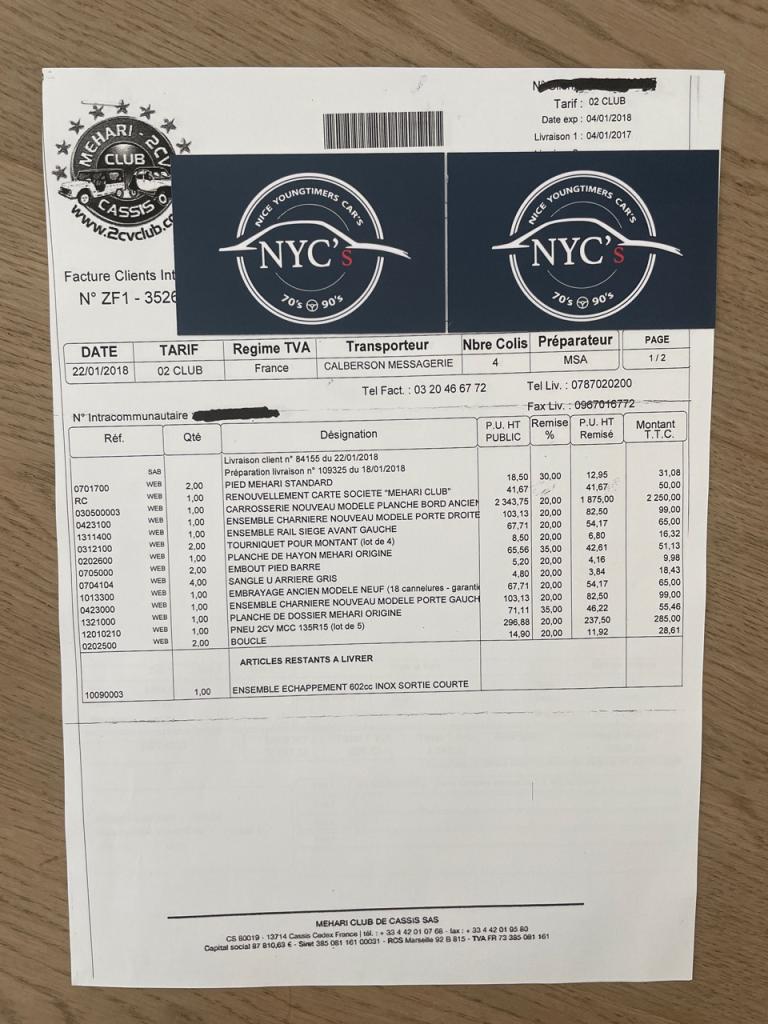 N° Client
Tarif : 02 CLUB
Date exp : 04/01/2018
Livraison 1 : 04/01/2017
MEHARI - 2CV
CLUB
CASSIS
www.2cvclub.co
NICE YOUNGTIMERS CAR'S
NYC's
70's 90's
NICE YOUNGTIMERS CAR'S
NYC's
70's 90's
Facture Clients Int
N° ZF1 - 3526
DATE TARIF Regime TVA Transporteur Nbre Colis Préparateur PAGE
22/01/2018 02 CLUB France CALBERSON MESSAGERIE 4 MSA 1 / 2
Tel Fact. : 03 20 46 67 72 Tel Liv. : 0787020200
Fax Liv. : 0967016772
N° Intracommunautaire
Réf. Qté Désignation P.U. HT PUBLIC Remise % P.U. HT Remisé Montant T.T.C.
Livraison client n° 84155 du 22/01/2018
SAB Préparation livraison n° 109325 du 18/01/2018
0701700 WEB 2,00 PIED MEHARI STANDARD 18,50 30,00 12,95 31,08
RC WEB 1,00 RENOUVELLEMENT CARTE SOCIETE "MEHARI CLUB" 41,67 41,67 50,00
030500003 WEB 1,00 CARROSSERIE NOUVEAU MODELE PLANCHE BORD ANCIEN 2 343,75 20,00 1 875,00 2 250,00
0423100 WEB 1,00 ENSEMBLE CHARNIERE NOUVEAU MODELE PORTE DROITE 103,13 20,00 82,50 99,00
1311400 WEB 1,00 ENSEMBLE RAIL SIEGE AVANT GAUCHE 67,71 20,00 54,17 65,00
0312100 WEB 2,00 TOURNIQUET POUR MONTANT (lot de 4) 8,50 20,00 6,80 16,32
0202600 WEB 1,00 PLANCHE DE HAYON MEHARI ORIGINE 65,56 35,00 42,61 51,13
0705000 WEB 2,00 EMBOUT PIED BARRE 5,20 20,00 4,16 9,98
0704104 WEB 4,00 SANGLE U ARRIERE GRIS 4,80 20,00 3,84 18,43
1013300 WEB 1,00 EMBRAYAGE ANCIEN MODELE NEUF (18 cannelures - garanti 67,71 20,00 54,17 65,00
0423000 WEB 1,00 ENSEMBLE CHARNIERE NOUVEAU MODELE PORTE GAUCH 103,13 20,00 82,50 99,00
1321000 WEB 1,00 PLANCHE DE DOSSIER MEHARI ORIGINE 71,11 35,00 46,22 55,46
12010210 WEB 1,00 PNEU 2CV MCC 135R15 (lot de 5) 296,88 20,00 237,50 285,00
0202500 WEB 2,00 BOUCLE 14,90 20,00 11,92 28,61
ARTICLES RESTANTS A LIVRER
10090003 1,00 ENSEMBLE ECHAPPEMENT 602cc INOX SORTIE COURTE
MEHARI CLUB DE CASSIS SAS
CS 80019 - 13714 Cassis Cedex France | tél. : + 33 4 42 01 07 68 - fax : + 33 4 42 01 05 80
Capital social 87 810,63 € - Siret 385 081 161 00031 - RCS Marseille 92 B 815 - TVA FR 73 385 081 161